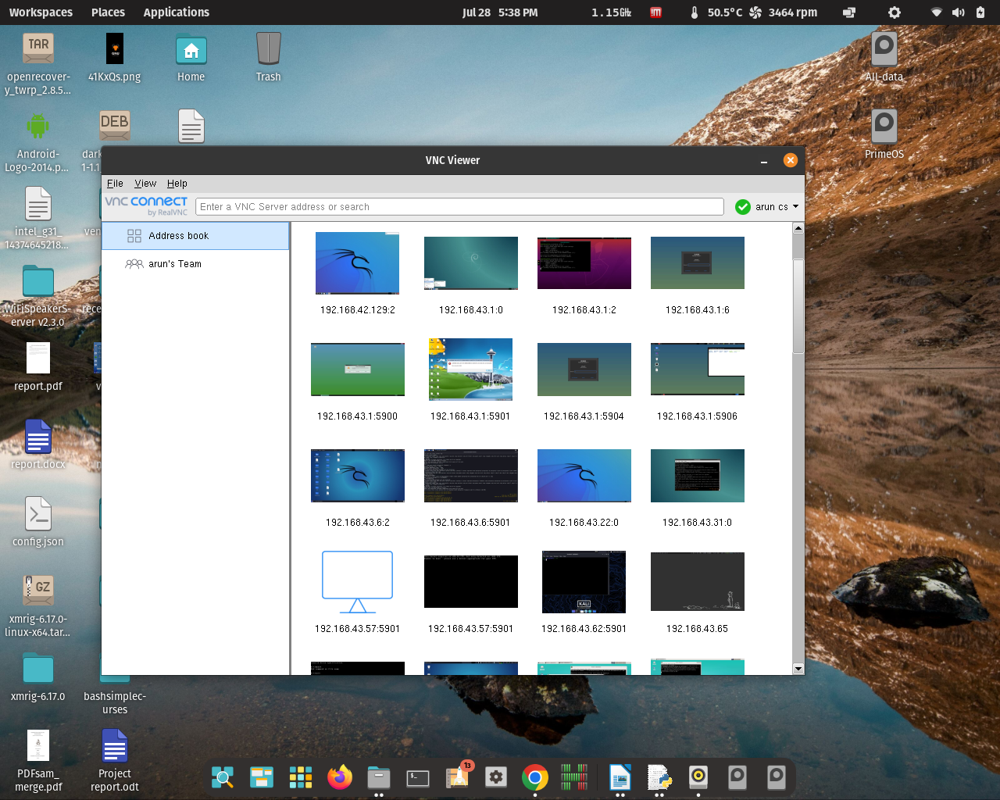 Workspaces Places Applications Jul 28 5:38 PM 1.15GHz 50.5°C 3464 rpm
TAR
openrecover-
y_twrp_2.8.5...
41KxQs.png
Home
Trash
All-data
DEB
Android-
Logo-2014.p...
dark
1-1.1
PrimeOS
VNC Viewer
File View Help
vnc connect
by RealVNC
Enter a VNC Server address or search
arun cs
Address book
arun's Team
intel_g31_
14374645218...
ven
192.168.42.129:2 192.168.43.1:0 192.168.43.1:2 192.168.43.1:6
WiFiSpeakerS-
erver v2.3.0
rece
report.pdf
v
192.168.43.1:5900 192.168.43.1:5901 192.168.43.1:5904 192.168.43.1:5906
report.docx
192.168.43.6:2 192.168.43.6:5901 192.168.43.22:0 192.168.43.31:0
config.json
GZ
xmrig-6.17.0-
linux-x64.tar...
KALI
192.168.43.57:5901 192.168.43.57:5901 192.168.43.62:5901 192.168.43.65
xmrig-6.17.0
bashsimplec-
urses
PDFsam_
merge.pdf
Project
report.odt
13